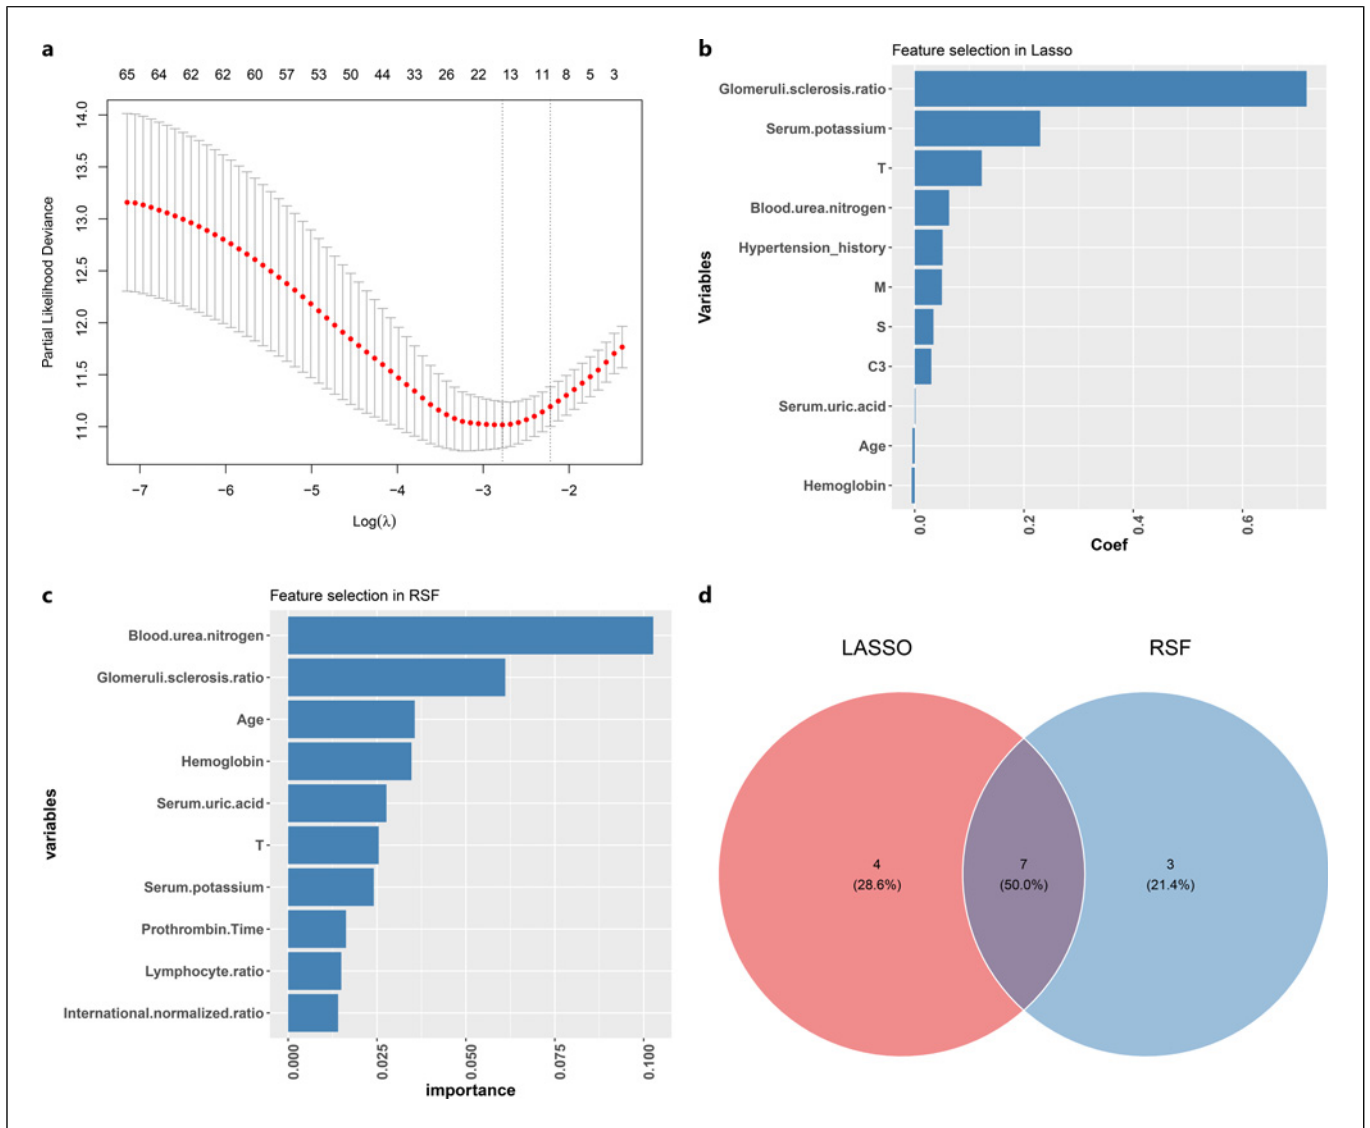 a
65 64 62 62 60 57 53 50 44 33 26 22 13 11 8 5 3
14.0
13.5
13.0
12.5
12.0
11.5
11.0
Partial Likelihood Deviance
−7 −6 −5 −4 −3 −2
Log(λ)
b
Feature selection in Lasso
Glomeruli.sclerosis.ratio
Serum.potassium
T
Blood.urea.nitrogen
Hypertension_history
M
S
C3
Serum.uric.acid
Age
Hemoglobin
Variables
0.0 0.2 0.4 0.6
Coef
c
Feature selection in RSF
Blood.urea.nitrogen
Glomeruli.sclerosis.ratio
Age
Hemoglobin
Serum.uric.acid
T
Serum.potassium
Prothrombin.Time
Lymphocyte.ratio
International.normalized.ratio
variables
0.000 0.025 0.050 0.075 0.100
importance
d
LASSO RSF
4 7 3
(28.6%) (50.0%) (21.4%)